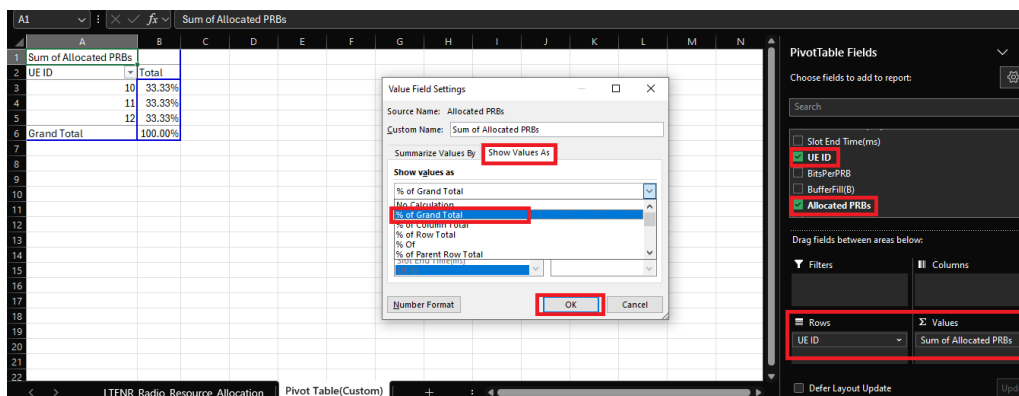 A1
fx
Sum of Allocated PRBs
A B C D E F G H I J K L M N
1 Sum of Allocated PRBs
2 UE ID Total
3 10 33.33%
4 11 33.33%
5 12 33.33%
6 Grand Total 100.00%
7
8
9
10
11
12
13
14
15
16
17
18
19
20
21
22
LTENR_Radio_Resource_Allocation
Pivot Table(Custom)
Value Field Settings
Source Name: Allocated PRBs
Custom Name: Sum of Allocated PRBs
Summarize Values By
Show Values As
Show values as
% of Grand Total
No Calculation
% of Grand Total
% of Column Total
% of Row Total
% Of
% of Parent Row Total
Slot End Time(ms)
Number Format
OK
Cancel
PivotTable Fields
Choose fields to add to report:
Search
Slot End Time(ms)
UE ID
BitsPerPRB
BufferFill(B)
Allocated PRBs
Drag fields between areas below:
Filters
Columns
Rows
Σ Values
UE ID
Sum of Allocated PRBs
Defer Layout Update